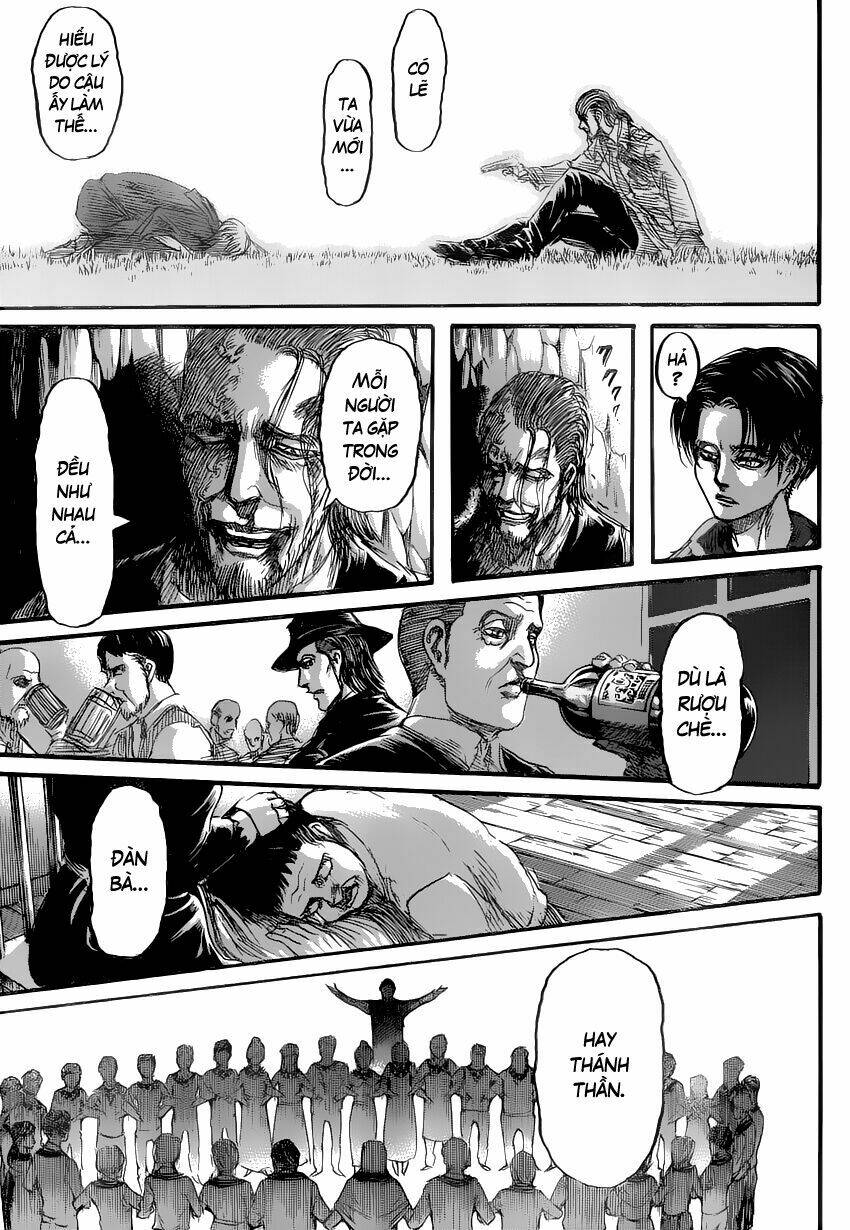 CÓ
LẼ
TA
VỪA
MỚI
...
HIỂU
ĐƯỢC LÝ
DO CẬU
ẤY LÀM
THẾ...
HẢ
?
MỖI
NGƯỜI
TA GẶP
TRONG
ĐỜI...
ĐỀU
NHƯ
NHAU
CẢ...
DÙ LÀ
RƯỢU
CHÈ...
ĐÀN
BÀ...
HAY
THÁNH
THẦN.